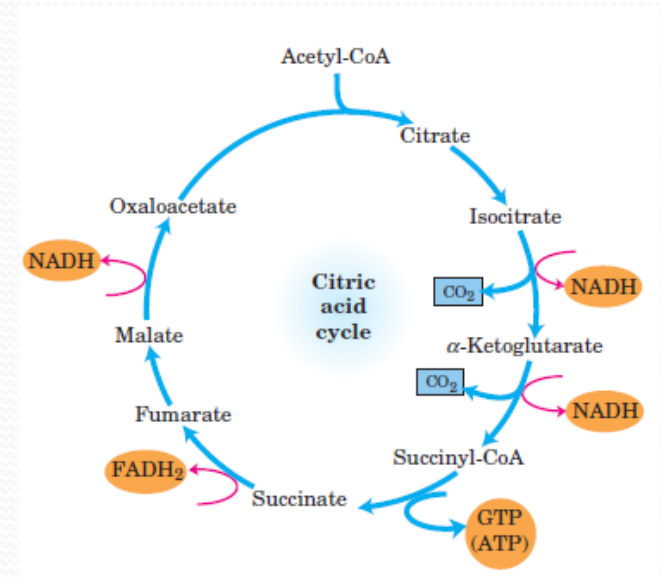 Acetyl-CoA
Citrate
Oxaloacetate
Isocitrate
NADH
Citric
acid
cycle
CO₂
NADH
Malate
α-Ketoglutarate
CO₂
NADH
Fumarate
Succinyl-CoA
FADH₂
Succinate
GTP
(ATP)